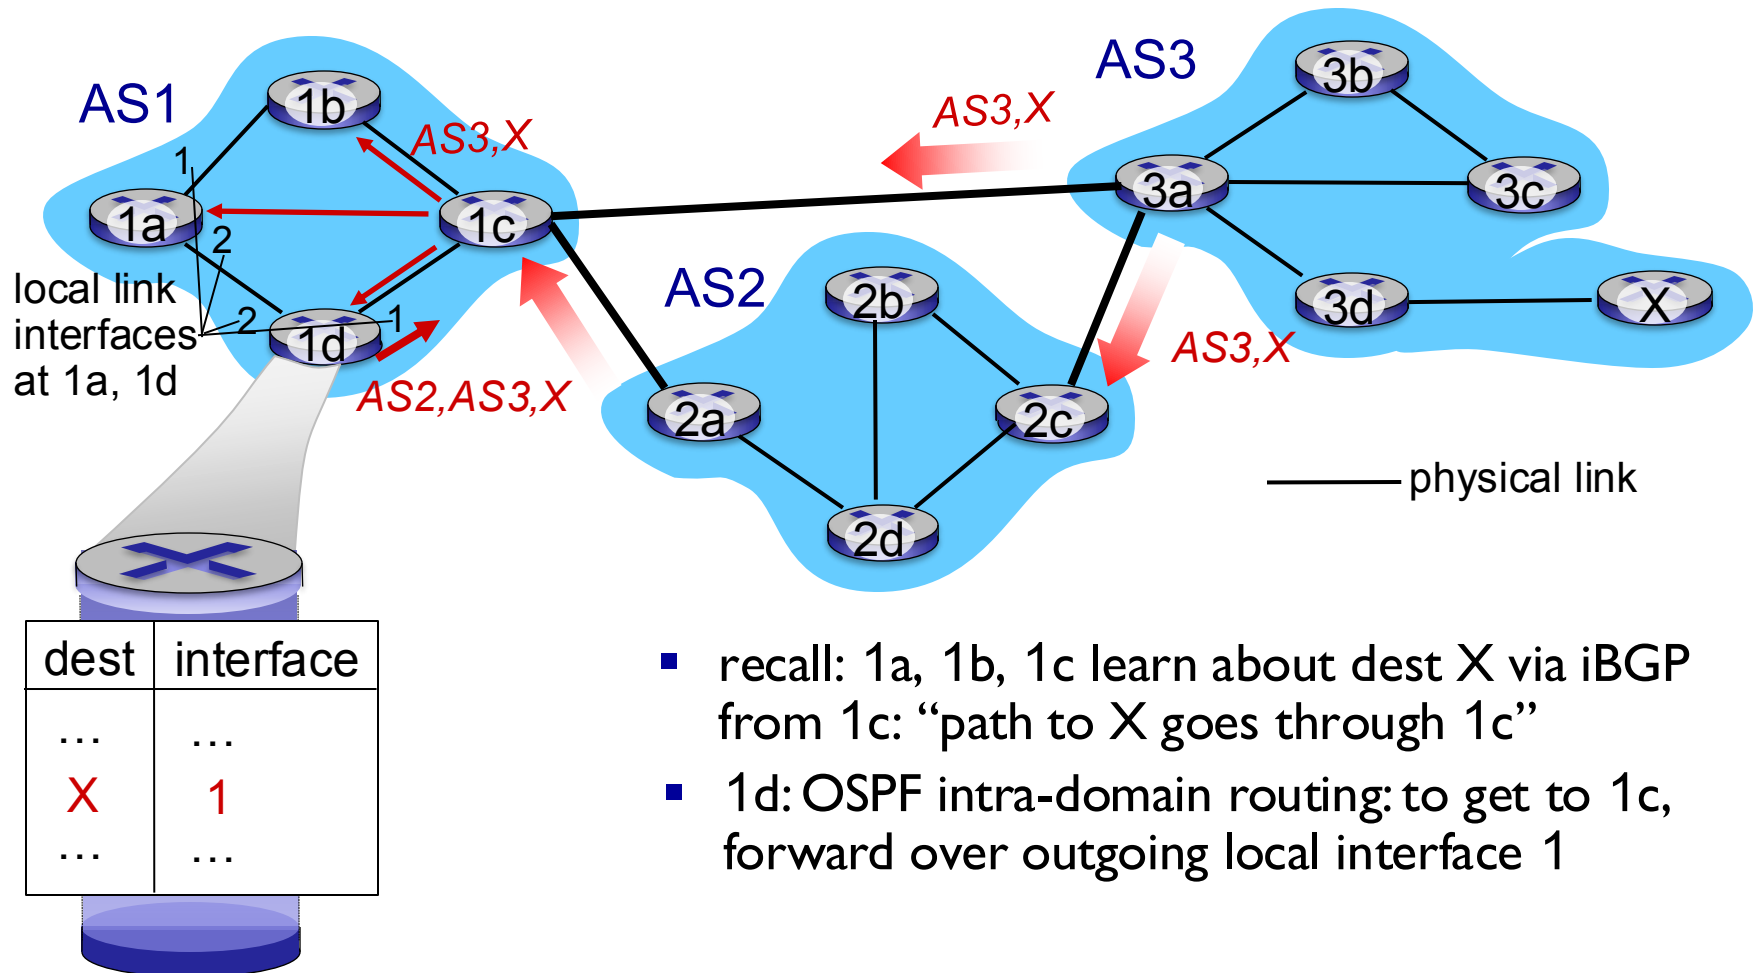 AS1
1b
AS3,X
1
1a
1c
2
local link
interfaces
at 1a, 1d
2
1
1d
AS2,AS3,X
AS3,X
AS3
3b
3a
3c
3d
X
AS2
2b
AS3,X
2a
2c
2d
physical link
dest interface
... ...
X 1
... ...
▪ recall: 1a, 1b, 1c learn about dest X via iBGP
from 1c: “path to X goes through 1c”
▪ 1d: OSPF intra-domain routing: to get to 1c,
forward over outgoing local interface 1